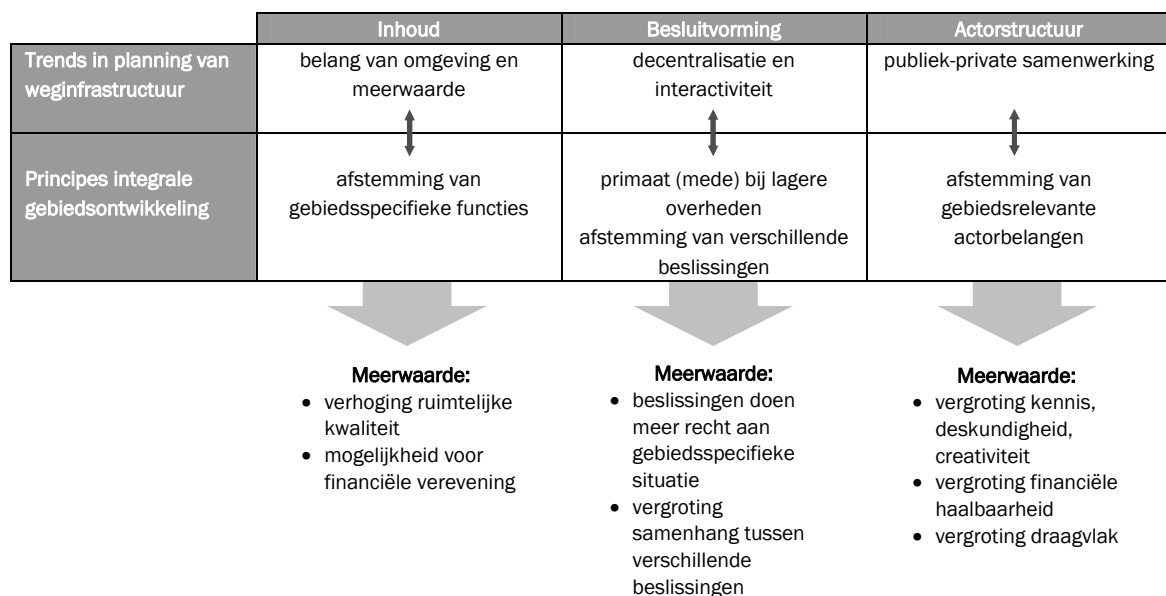 Inhoud
Besluitvorming
Actorstructuur
Trends in planning van
weginfrastructuur
belang van omgeving en
meerwaarde
decentralisatie en
interactiviteit
publiek-private samenwerking
Principes integrale
gebiedsontwikkeling
afstemming van
gebiedsspecifieke functies
primaat (mede) bij lagere
overheden
afstemming van verschillende
beslissingen
afstemming van
gebiedsrelevante
actorbelangen
Meerwaarde:
• verhoging ruimtelijke
kwaliteit
• mogelijkheid voor
financiële verevening
Meerwaarde:
• beslissingen doen
meer recht aan
gebiedsspecifieke
situatie
• vergroting
samenhang tussen
verschillende
beslissingen
Meerwaarde:
• vergroting kennis,
deskundigheid,
creativiteit
• vergroting financiële
haalbaarheid
• vergroting draagvlak